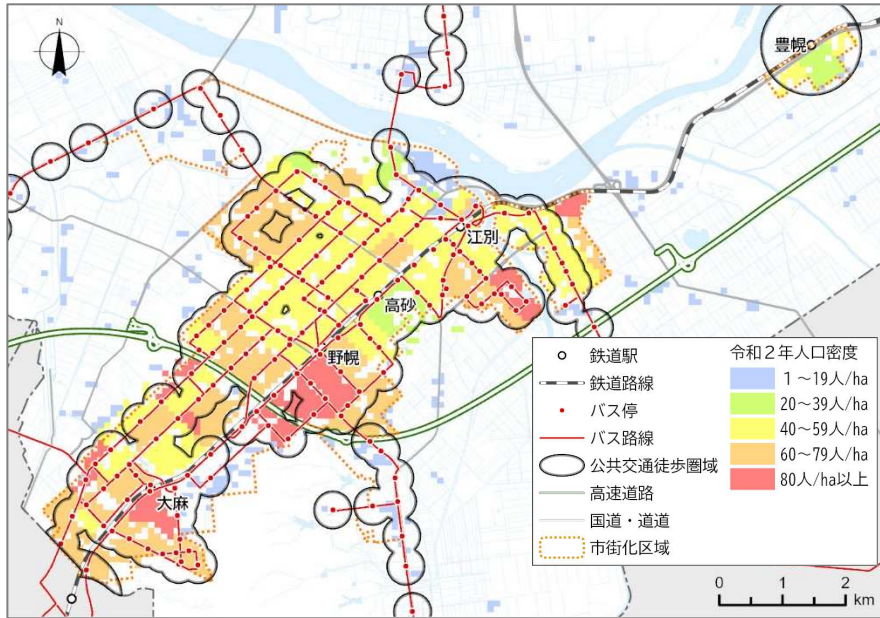 N
豊幌
江別
高砂
野幌
大麻
鉄道駅
鉄道路線
バス停
バス路線
公共交通徒歩圏域
高速道路
国道・道道
市街化区域
令和2年人口密度
1～19人/ha
20～39人/ha
40～59人/ha
60～79人/ha
80人/ha以上
0 1 2
km